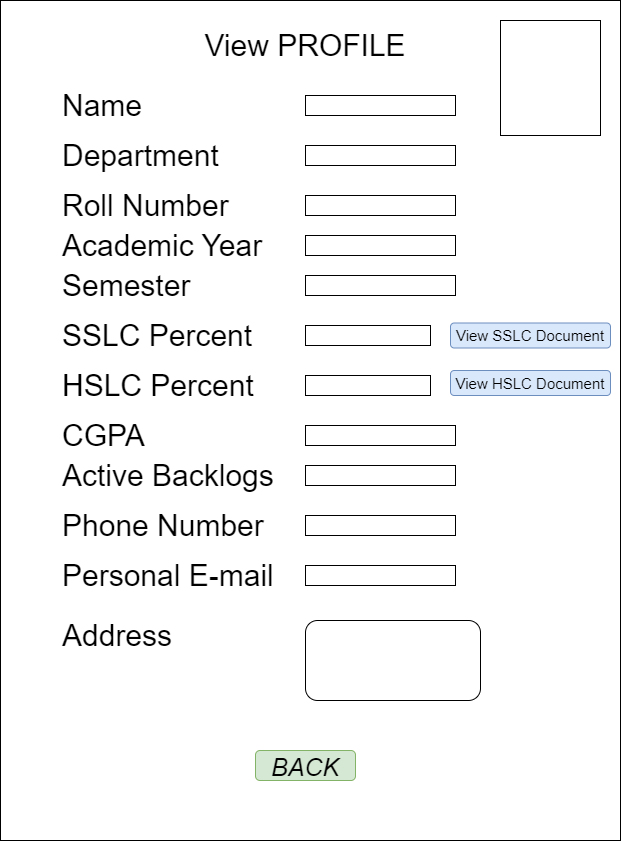 View PROFILE
Name
Department
Roll Number
Academic Year
Semester
SSLC Percent
View SSLC Document
HSLC Percent
View HSLC Document
CGPA
Active Backlogs
Phone Number
Personal E-mail
Address
BACK